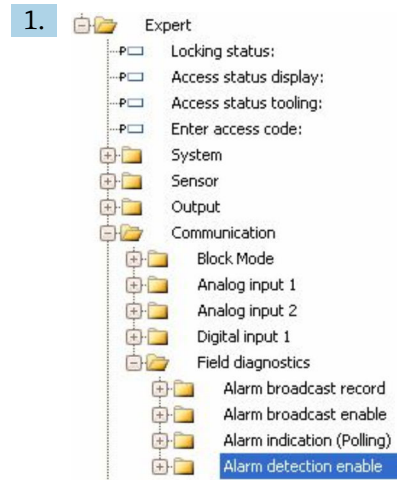 1.
Expert
Locking status:
Access status display:
Access status tooling:
Enter access code:
System
Sensor
Output
Communication
Block Mode
Analog input 1
Analog input 2
Digital input 1
Field diagnostics
Alarm broadcast record
Alarm broadcast enable
Alarm indication (Polling)
Alarm detection enable